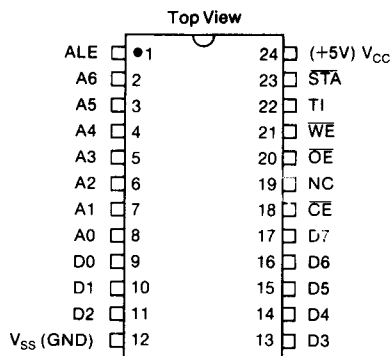 Top View
ALE 1 24 (+5V) VCC
A6 2 23 STA
A5 3 22 TI
A4 4 21 WE
A3 5 20 OE
A2 6 19 NC
A1 7 18 CE
A0 8 17 D7
D0 9 16 D6
D1 10 15 D5
D2 11 14 D4
VSS (GND) 12 13 D3